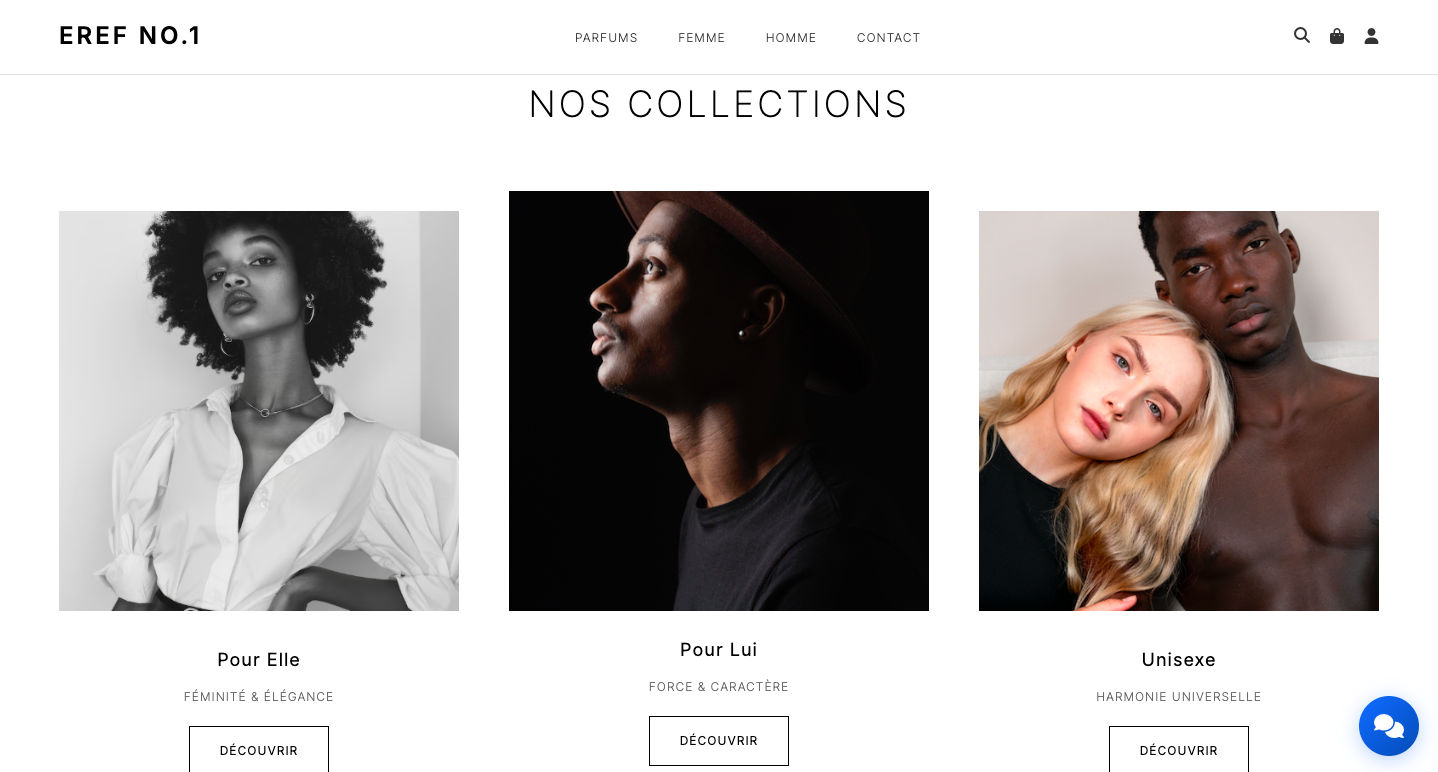 EREF NO.1
PARFUMS
FEMME
HOMME
CONTACT
NOS COLLECTIONS
Pour Elle
FÉMINITÉ & ÉLÉGANCE
DÉCOUVRIR
Pour Lui
FORCE & CARACTÈRE
DÉCOUVRIR
Unisexe
HARMONIE UNIVERSELLE
DÉCOUVRIR